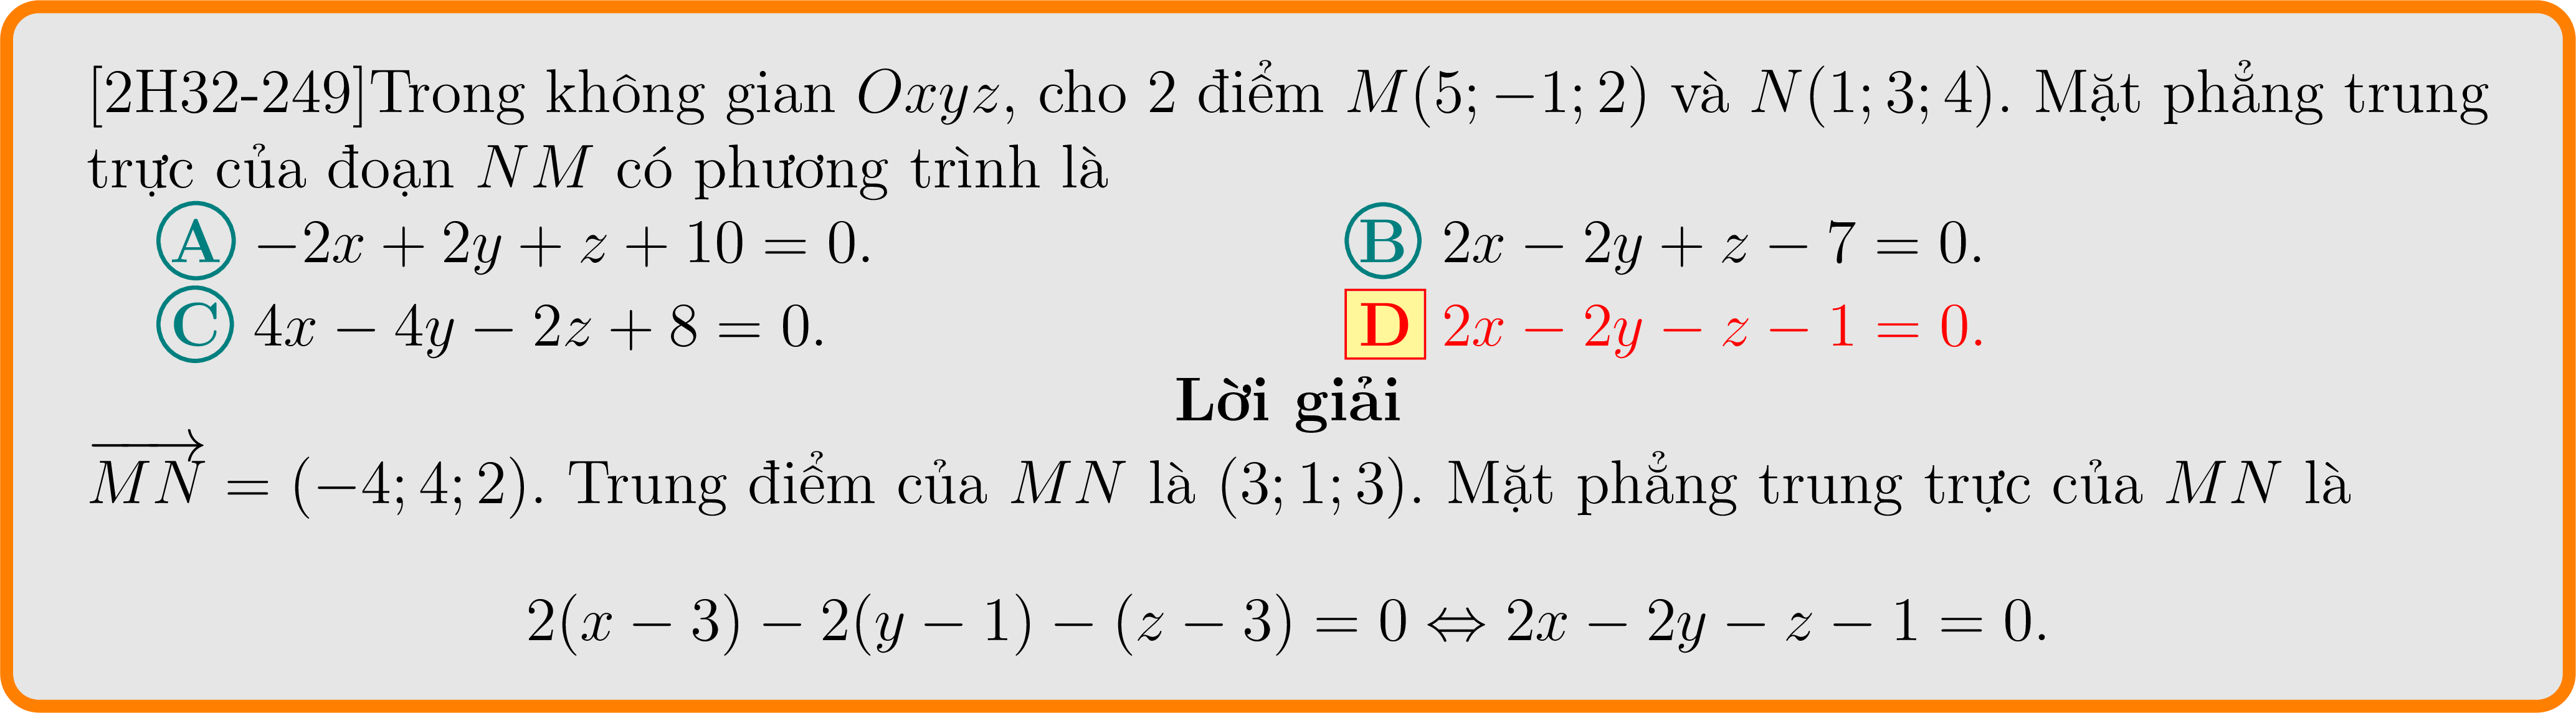 [2H32-249]Trong không gian Oxyz, cho 2 điểm M(5; −1; 2) và N(1; 3; 4). Mặt phẳng trung
trực của đoạn NM có phương trình là
A −2x + 2y + z + 10 = 0. B 2x − 2y + z − 7 = 0.
C 4x − 4y − 2z + 8 = 0. D 2x − 2y − z − 1 = 0.
Lời giải
\overrightarrow{MN} = (−4; 4; 2). Trung điểm của MN là (3; 1; 3). Mặt phẳng trung trực của MN là
2(x − 3) − 2(y − 1) − (z − 3) = 0 ⇔ 2x − 2y − z − 1 = 0.